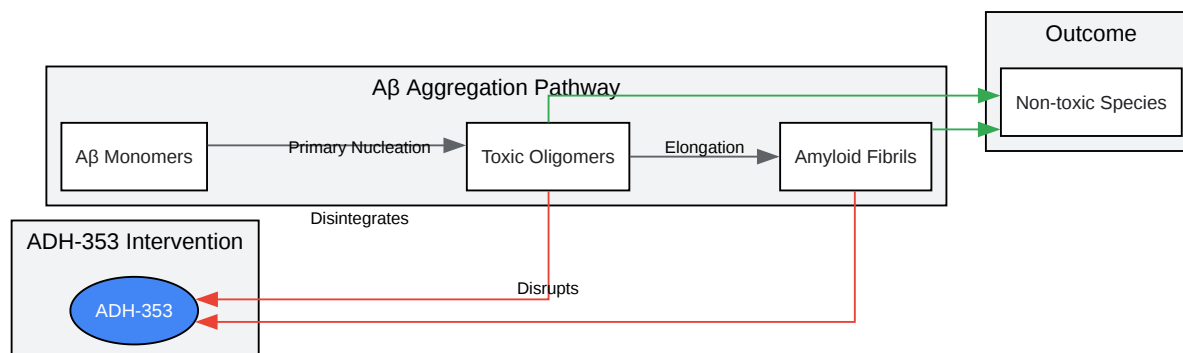 Outcome
Aβ Aggregation Pathway
Non-toxic Species
Aβ Monomers
Primary Nucleation
Toxic Oligomers
Elongation
Amyloid Fibrils
Disintegrates
ADH-353 Intervention
Disrupts
ADH-353